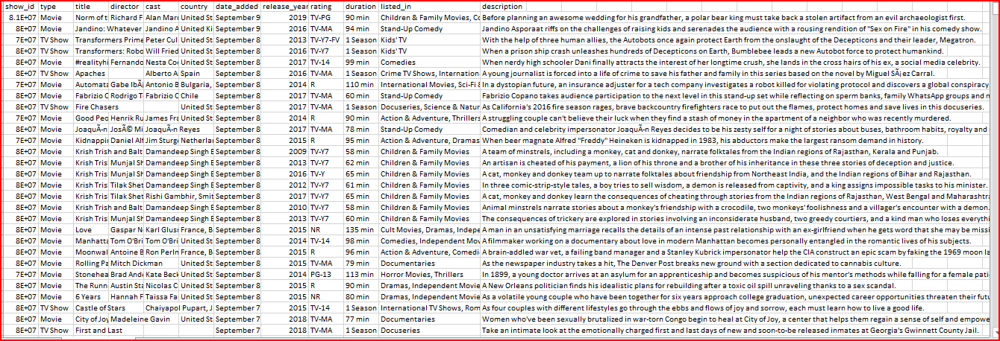 show_id type title director cast country date_added release_year rating duration listed_in description
8.1E+07 Movie Norm of t Richard F Alan Mar United St September 9 2019 TV-PG 90 min Children & Family Movies, Co Before planning an awesome wedding for his grandfather, a polar bear king must take back a stolen artifact from an evil archaeologist first.
8E+07 Movie Jandino: Whatever Jandino A United Ki September 9 2016 TV-MA 94 min Stand-Up Comedy Jandino Asporaat riffs on the challenges of raising kids and serenades the audience with a rousing rendition of "Sex on Fire" in his comedy show.
7E+07 TV Show Transformers Prime Peter Cul United St September 8 2013 TV-Y7-FV 1 Season Kids' TV With the help of three human allies, the Autobots once again protect Earth from the onslaught of the Decepticons and their leader, Megatron.
8E+07 TV Show Transformers: Robo Will Fried United St September 8 2016 TV-Y7 1 Season Kids' TV When a prison ship crash unleashes hundreds of Decepticons on Earth, Bumblebee leads a new Autobot force to protect humankind.
8E+07 Movie #realityhi Fernando Nesta Co United St September 8 2017 TV-14 99 min Comedies When nerdy high schooler Dani finally attracts the interest of her longtime crush, she lands in the cross hairs of his ex, a social media celebrity.
8E+07 TV Show Apaches Alberto A Spain September 8 2016 TV-MA 1 Season Crime TV Shows, Internation A young journalist is forced into a life of crime to save his father and family in this series based on the novel by Miguel SÃ¡ez Carral.
7E+07 Movie Automata Gabe IbÃ¡ Antonio B Bulgaria, September 8 2014 R 110 min International Movies, Sci-Fi & In a dystopian future, an insurance adjuster for a tech company investigates a robot killed for violating protocol and discovers a global conspiracy
8E+07 Movie Fabrizio C Rodrigo T Fabrizio C Chile September 8 2017 TV-MA 60 min Stand-Up Comedy Fabrizio Copano takes audience participation to the next level in this stand-up set while reflecting on sperm banks, family WhatsApp groups and n
8E+07 TV Show Fire Chasers United St September 8 2017 TV-MA 1 Season Docuseries, Science & Natur As California's 2016 fire season rages, brave backcountry firefighters race to put out the flames, protect homes and save lives in this docuseries.
7E+07 Movie Good Peo Henrik Ru James Fra United St September 8 2014 R 90 min Action & Adventure, Thrillers A struggling couple can't believe their luck when they find a stash of money in the apartment of a neighbor who was recently murdered.
8E+07 Movie JoaquÃ­n JosÃ© Mi JoaquÃ­n Reyes September 8 2017 TV-MA 78 min Stand-Up Comedy Comedian and celebrity impersonator JoaquÃ­n Reyes decides to be his zesty self for a night of stories about buses, bathroom habits, royalty and
7E+07 Movie Kidnappi Daniel Alf Jim Sturge Netherla September 8 2015 R 95 min Action & Adventure, Dramas When beer magnate Alfred "Freddy" Heineken is kidnapped in 1983, his abductors make the largest ransom demand in history.
8E+07 Movie Krish Trish and Balt Damandeep Singh B September 8 2009 TV-Y7 58 min Children & Family Movies A team of minstrels, including a monkey, cat and donkey, narrate folktales from the Indian regions of Rajasthan, Kerala and Punjab.
8E+07 Movie Krish Tris Munjal Sh Damandeep Singh B September 8 2013 TV-Y7 62 min Children & Family Movies An artisan is cheated of his payment, a lion of his throne and a brother of his inheritance in these three stories of deception and justice.
8E+07 Movie Krish Tris Munjal Sh Damandeep Singh B September 8 2016 TV-Y 65 min Children & Family Movies A cat, monkey and donkey team up to narrate folktales about friendship from Northeast India, and the Indian regions of Bihar and Rajasthan.
8E+07 Movie Krish Tris Tilak Shet Damandeep Singh B September 8 2012 TV-Y7 61 min Children & Family Movies In three comic-strip-style tales, a boy tries to sell wisdom, a demon is released from captivity, and a king assigns impossible tasks to his minister.
8E+07 Movie Krish Tris Tilak Shet Rishi Gambhir, Smit September 8 2017 TV-Y7 65 min Children & Family Movies A cat, monkey and donkey learn the consequences of cheating through stories from the Indian regions of Rajasthan, West Bengal and Maharashtra
8E+07 Movie Krish Trish and Balt Damandeep Singh B September 8 2010 TV-Y7 58 min Children & Family Movies Animal minstrels narrate stories about a monkey's friendship with a crocodile, two monkeys' foolishness and a villager's encounter with a demon.
8E+07 Movie Krish Tris Munjal Sh Damandeep Singh B September 8 2013 TV-Y7 60 min Children & Family Movies The consequences of trickery are explored in stories involving an inconsiderate husband, two greedy courtiers, and a kind man who loses everythi
8E+07 Movie Love Gaspar N Karl Glus France, B September 8 2015 NR 135 min Cult Movies, Dramas, Indepe A man in an unsatisfying marriage recalls the details of an intense past relationship with an ex-girlfriend when he gets word that she may be missi
8E+07 Movie Manhatta Tom O'Bri Tom O'Bri United St September 8 2014 TV-14 98 min Comedies, Independent Mov A filmmaker working on a documentary about love in modern Manhattan becomes personally entangled in the romantic lives of his subjects.
8E+07 Movie Moonwal Antoine B Ron Perln France, B September 8 2015 R 96 min Action & Adventure, Comedi A brain-addled war vet, a failing band manager and a Stanley Kubrick impersonator help the CIA construct an epic scam by faking the 1969 moon la
8E+07 Movie Rolling Pa Mitch Dickman United St September 8 2015 TV-MA 79 min Documentaries As the newspaper industry takes a hit, The Denver Post breaks new ground with a section dedicated to cannabis culture.
7E+07 Movie Stonehea Brad And Kate Beck United St September 8 2014 PG-13 113 min Horror Movies, Thrillers In 1899, a young doctor arrives at an asylum for an apprenticeship and becomes suspicious of his mentor's methods while falling for a female pati
8E+07 Movie The Runn Austin Sta Nicolas C United St September 8 2015 R 90 min Dramas, Independent Movie A New Orleans politician finds his idealistic plans for rebuilding after a toxic oil spill unraveling thanks to a sex scandal.
8E+07 Movie 6 Years Hannah F Taissa Fa United St September 8 2015 NR 80 min Dramas, Independent Movie As a volatile young couple who have been together for six years approach college graduation, unexpected career opportunities threaten their futu
8E+07 TV Show Castle of Stars Chaiyapol Pupart, J September 7 2015 TV-14 1 Season International TV Shows, Rom As four couples with different lifestyles go through the ebbs and flows of joy and sorrow, each must learn how to live a good life.
8E+07 Movie City of Joy Madeleine Gavin United St September 7 2018 TV-MA 77 min Documentaries Women who've been sexually brutalized in war-torn Congo begin to heal at City of Joy, a center that helps them regain a sense of self and empowe
8E+07 TV Show First and Last September 7 2018 TV-MA 1 Season Docuseries Take an intimate look at the emotionally charged first and last days of new and soon-to-be released inmates at Georgia's Gwinnett County Jail.